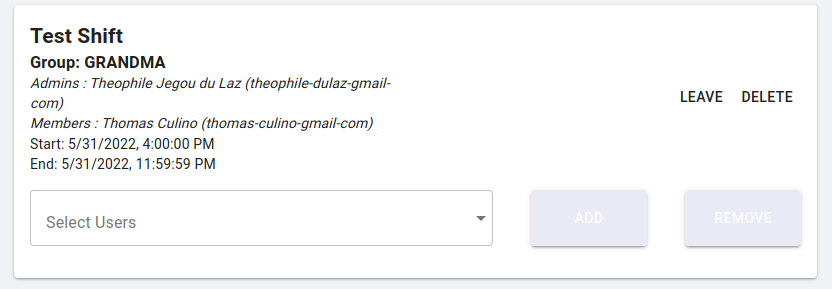 Test Shift
Group: GRANDMA
Admins : Theophile Jegou du Laz (theophile-dulaz-gmail-
com)
LEAVE DELETE
Members : Thomas Culino (thomas-culino-gmail-com)
Start: 5/31/2022, 4:00:00 PM
End: 5/31/2022, 11:59:59 PM
Select Users
ADD
REMOVE